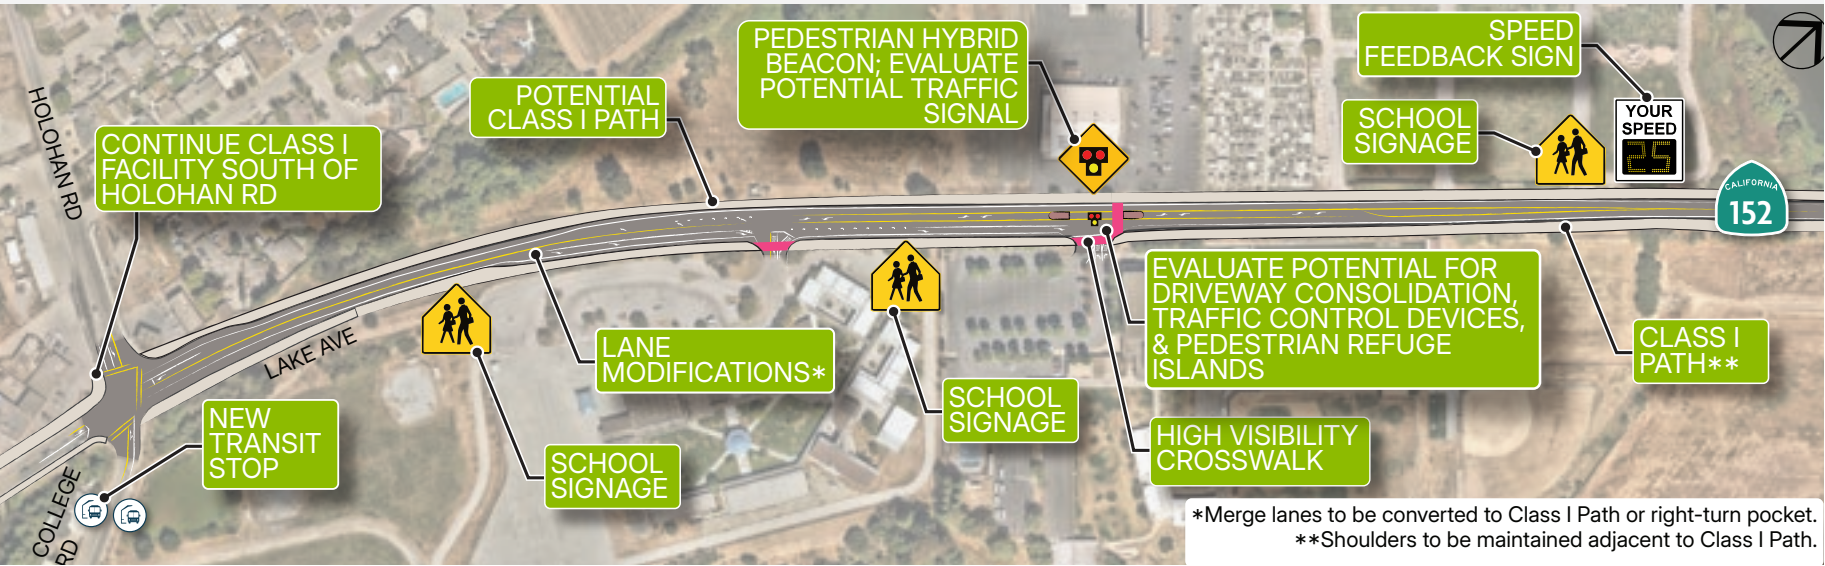 HOLOHAN RD
CONTINUE CLASS I
FACILITY SOUTH OF
HOLOHAN RD
POTENTIAL
CLASS I PATH
PEDESTRIAN HYBRID
BEACON; EVALUATE
POTENTIAL TRAFFIC
SIGNAL
SPEED
FEEDBACK SIGN
SCHOOL
SIGNAGE
YOUR
SPEED
25
CALIFORNIA
152
LAKE AVE
LANE
MODIFICATIONS*
NEW
TRANSIT
STOP
SCHOOL
SIGNAGE
SCHOOL
SIGNAGE
EVALUATE POTENTIAL FOR
DRIVEWAY CONSOLIDATION,
TRAFFIC CONTROL DEVICES,
& PEDESTRIAN REFUGE
ISLANDS
HIGH VISIBILITY
CROSSWALK
CLASS I
PATH**
COLLEGE
RD
*Merge lanes to be converted to Class I Path or right-turn pocket.
**Shoulders to be maintained adjacent to Class I Path.